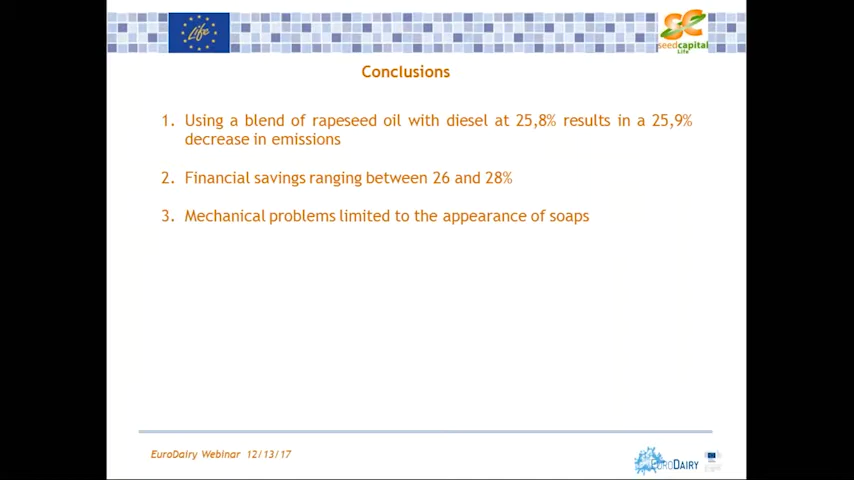 Life
seedcapital
Life
Conclusions
1. Using a blend of rapeseed oil with diesel at 25,8% results in a 25,9%
decrease in emissions
2. Financial savings ranging between 26 and 28%
3. Mechanical problems limited to the appearance of soaps
EuroDairy Webinar 12/13/17
EURODAIRY